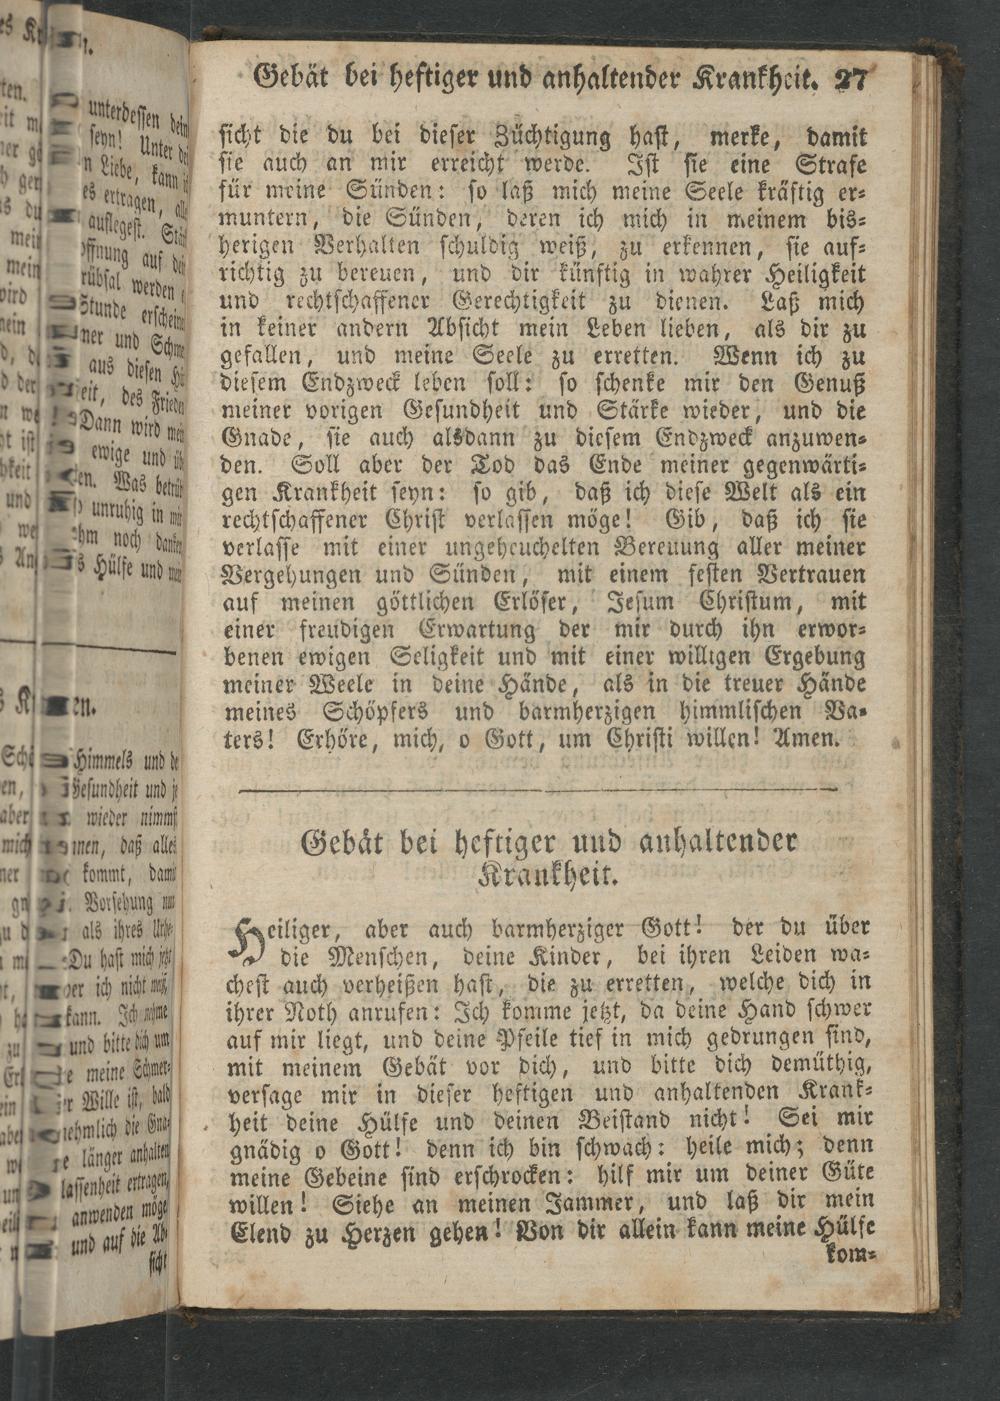 Gebät bei heftiger und anhaltender Krankheit. 27
sicht die du bei dieser Züchtigung hast, merke, damit
sie auch an mir erreicht werde. Ist sie eine Strafe
für meine Sünden: so laß mich meine Seele kräftig er-
muntern, die Sünden, deren ich mich in meinem bis-
herigen Verhalten schuldig weiß, zu erkennen, sie auf-
richtig zu bereuen, und dir künftig in wahrer Heiligkeit
und rechtschaffener Gerechtigkeit zu dienen. Laß mich
in keiner andern Absicht mein Leben lieben, als dir zu
gefallen, und meine Seele zu erretten. Wenn ich zu
diesem Endzweck leben soll: so schenke mir den Genuß
meiner vorigen Gesundheit und Stärke wieder, und die
Gnade, sie auch alsdann zu diesem Endzweck anzuwen-
den. Soll aber der Tod das Ende meiner gegenwärti-
gen Krankheit seyn: so gib, daß ich diese Welt als ein
rechtschaffener Christ verlassen möge! Gib, daß ich sie
verlasse mit einer ungeheuchelten Bereuung aller meiner
Vergehungen und Sünden, mit einem festen Vertrauen
auf meinen göttlichen Erlöser, Jesum Christum, mit
einer freudigen Erwartung der mir durch ihn erwor-
benen ewigen Seligkeit und mit einer willigen Ergebung
meiner Weele in deine Hände, als in die treuer Hände
meines Schöpfers und barmherzigen himmlischen Va-
ters! Erhöre, mich, o Gott, um Christi willen! Amen.
Gebät bei heftiger und anhaltender
Krankheit.
Heiliger, aber auch barmherziger Gott! der du über
die Menschen, deine Kinder, bei ihren Leiden wa-
chest auch verheißen hast, die zu erretten, welche dich in
ihrer Noth anrufen: Ich komme jetzt, da deine Hand schwer
auf mir liegt, und deine Pfeile tief in mich gedrungen sind,
mit meinem Gebät vor dich, und bitte dich demüthig,
versage mir in dieser heftigen und anhaltenden Krank-
heit deine Hülfe und deinen Beistand nicht! Sei mir
gnädig o Gott! denn ich bin schwach: heile mich; denn
meine Gebeine sind erschrocken: hilf mir um deiner Güte
willen! Siehe an meinen Jammer, und laß dir mein
Elend zu Herzen gehen! Von dir allein kann meine Hülfe
kom-